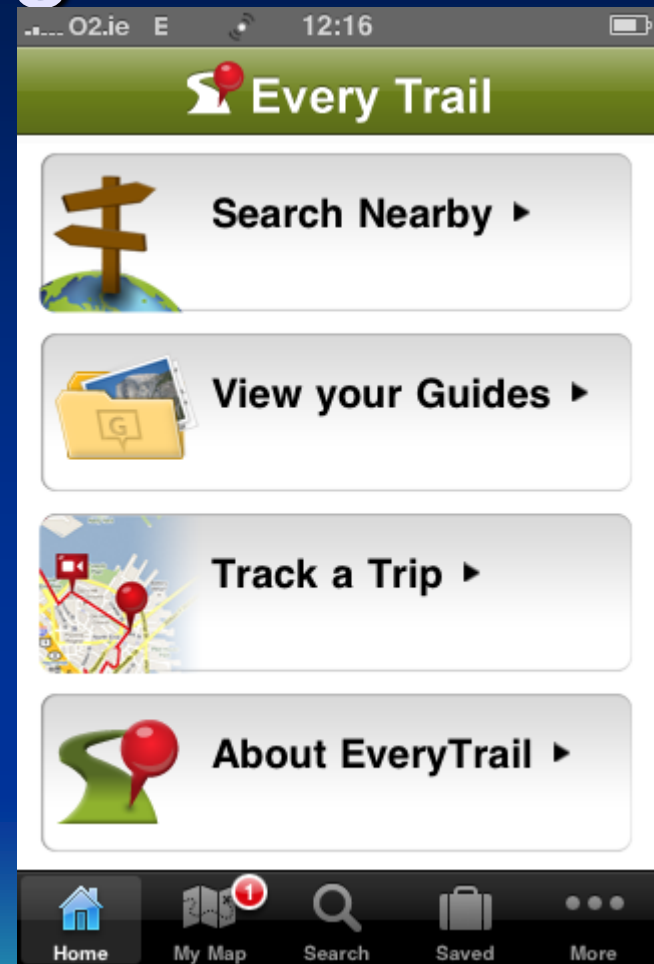 O2.ie E 12:16
Every Trail
Search Nearby
View your Guides
G
Track a Trip
About EveryTrail
1
Home My Map Search Saved More